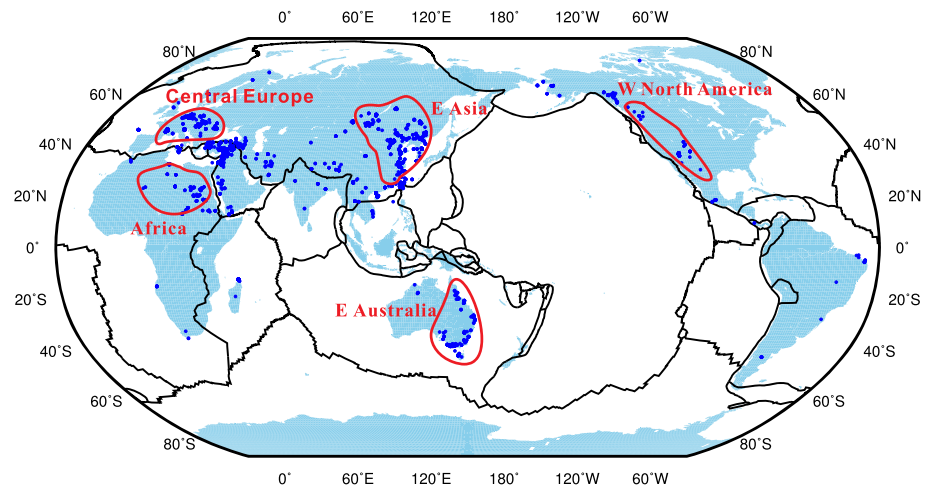 0˚ 60˚E 120˚E 180˚ 120˚W 60˚W
80˚N 80˚N
60˚N 60˚N
W North America
Central Europe
E Asia
40˚N 40˚N
20˚N 20˚N
Africa
0˚ 0˚
20˚S 20˚S
E Australia
40˚S 40˚S
60˚S 60˚S
80˚S 80˚S
0˚ 60˚E 120˚E 180˚ 120˚W 60˚W